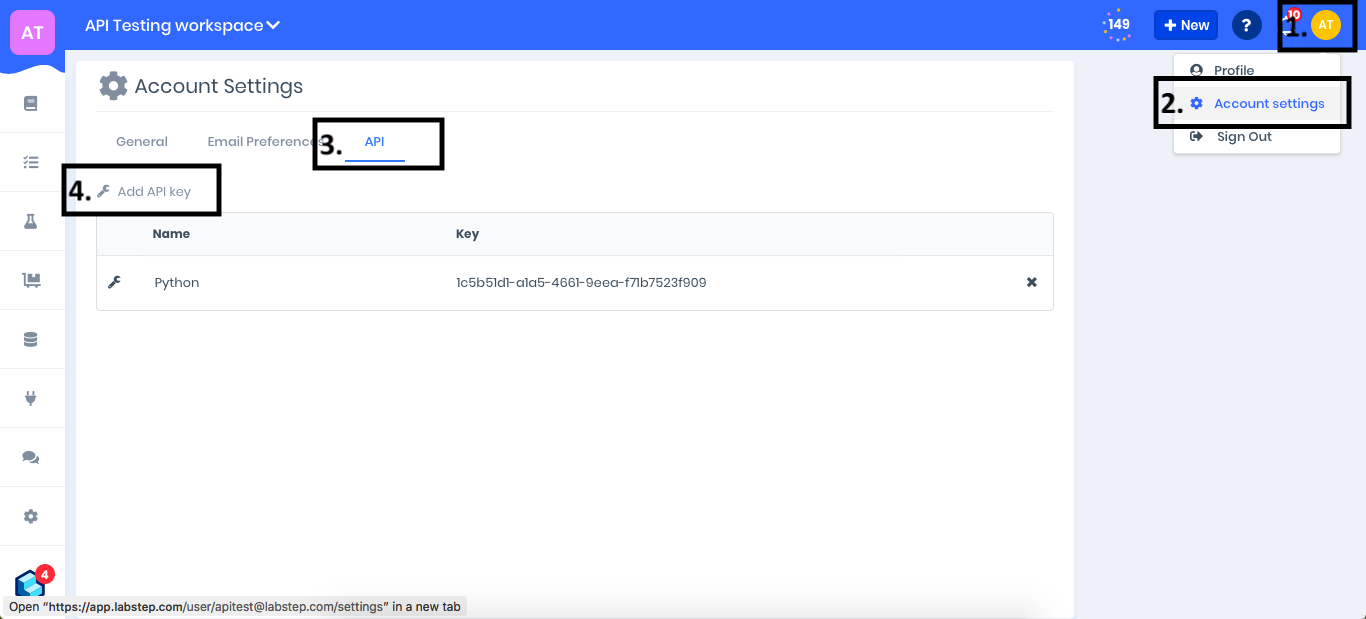 AT
API Testing workspace
149
+ New
?
10
1.
AT
Profile
2.
Account settings
Sign Out
Account Settings
General
Email Preferences
3.
API
4.
Add API key
Name
Key
Python
1c5b51d1-a1a5-4661-9eea-f71b7523f909
4
Open “https://app.labstep.com/user/apitest@labstep.com/settings” in a new tab